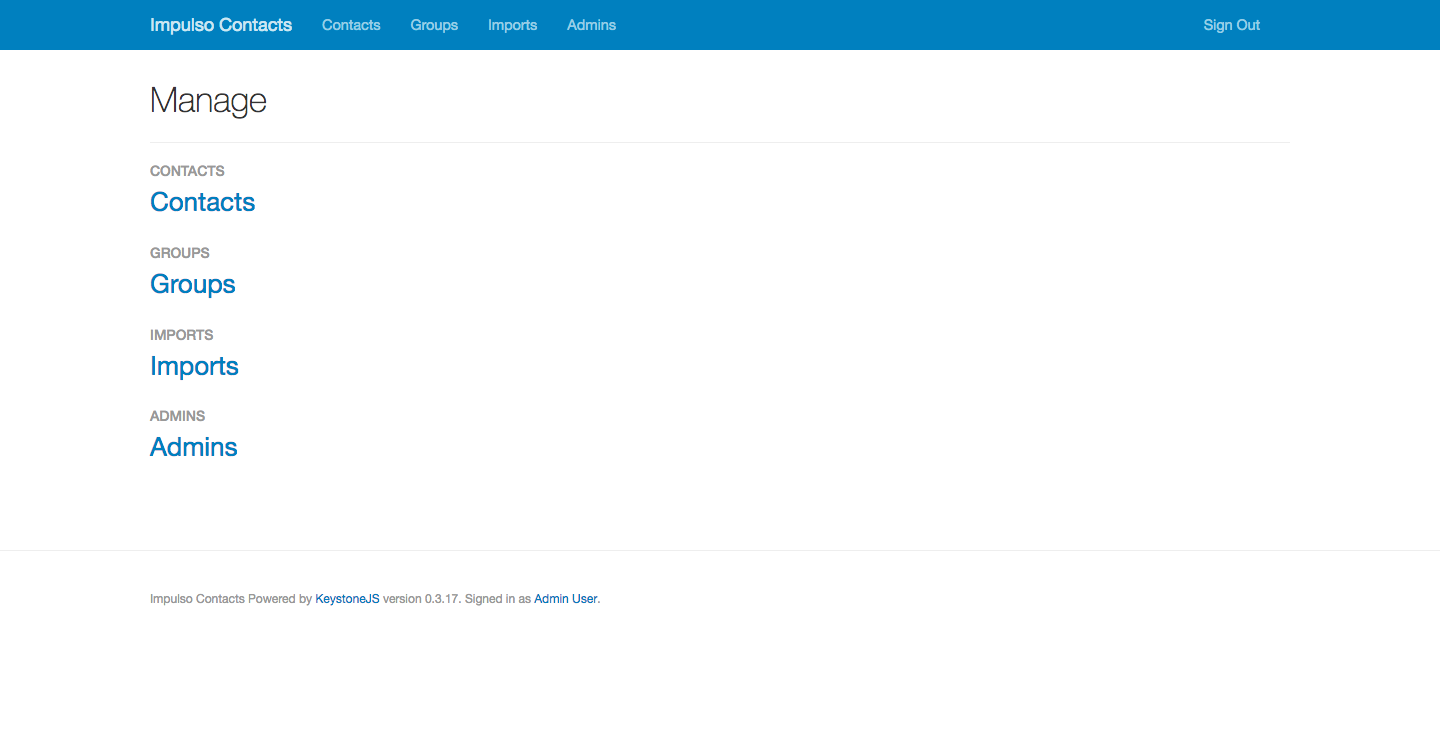 Impulso Contacts Contacts Groups Imports Admins Sign Out
Manage
CONTACTS
Contacts
GROUPS
Groups
IMPORTS
Imports
ADMINS
Admins
Impulso Contacts Powered by KeystoneJS version 0.3.17. Signed in as Admin User.